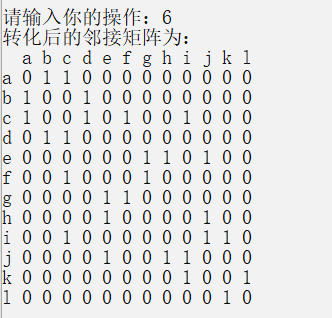 请输入你的操作：6
转化后的邻接矩阵为：
a b c d e f g h i j k l
a 0 1 1 0 0 0 0 0 0 0 0 0
b 1 0 0 1 0 0 0 0 0 0 0 0
c 1 0 0 1 0 1 0 0 1 0 0 0
d 0 1 1 0 0 0 0 0 0 0 0 0
e 0 0 0 0 0 0 1 1 0 1 0 0
f 0 0 1 0 0 0 1 0 0 0 0 0
g 0 0 0 0 1 1 0 0 0 0 0 0
h 0 0 0 0 1 0 0 0 0 1 0 0
i 0 0 1 0 0 0 0 0 0 1 1 0
j 0 0 0 0 1 0 0 1 1 0 0 0
k 0 0 0 0 0 0 0 0 1 0 0 1
l 0 0 0 0 0 0 0 0 0 0 1 0